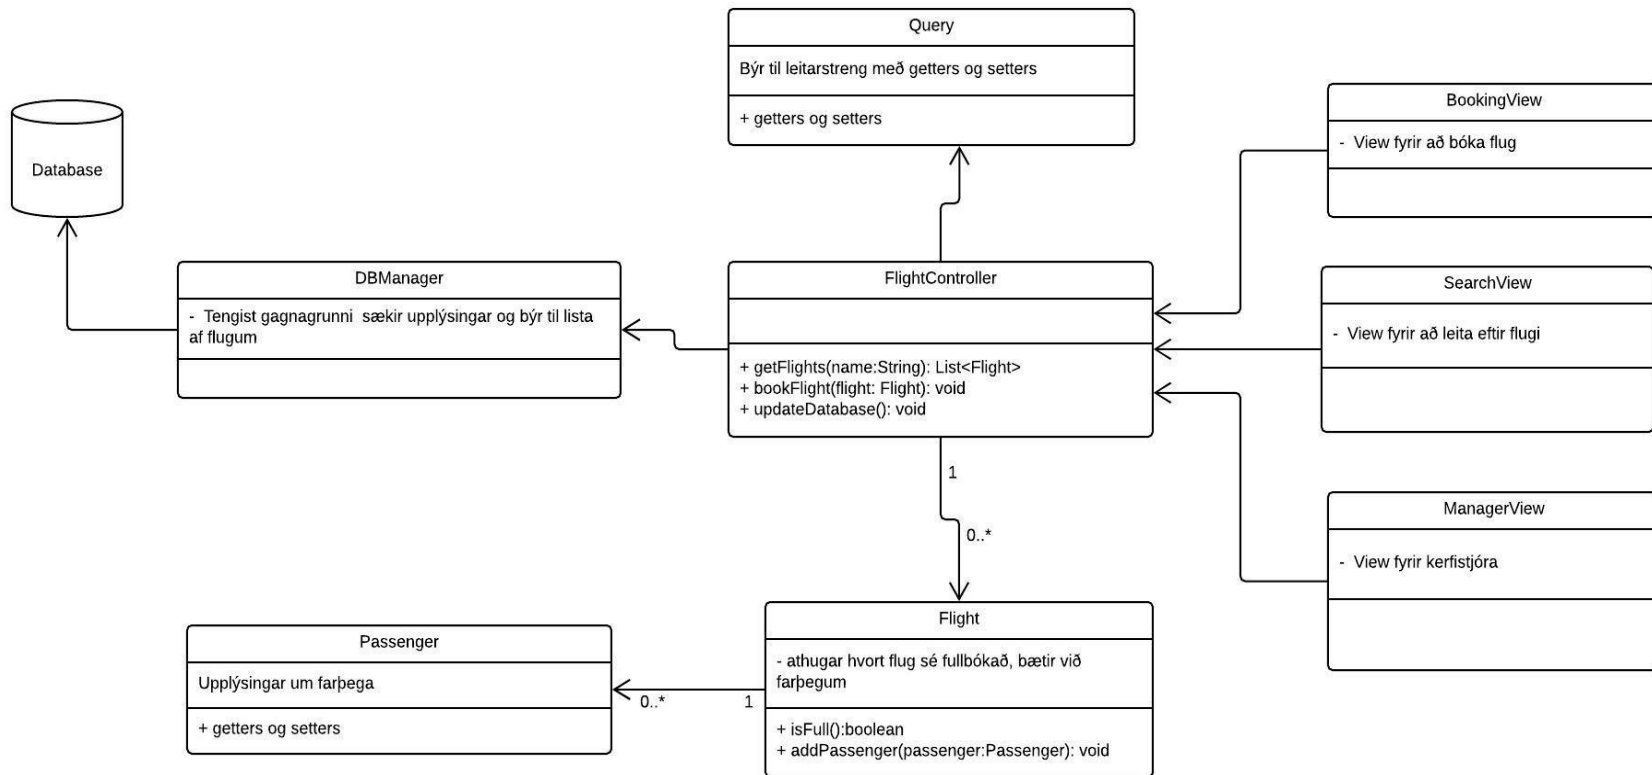 Query
Býr til leitarstreng með getters og setters
+ getters og setters
BookingView
- View fyrir að bóka flug
Database
DBManager
- Tengist gagnagrunni sækir upplýsingar og býr til lista
af flugum
FlightController
+ getFlights(name:String): List<Flight>
+ bookFlight(flight: Flight): void
+ updateDatabase(): void
SearchView
- View fyrir að leita eftir flugi
1
0..*
ManagerView
- View fyrir kerfistjóra
Passenger
Upplýsingar um farþega
+ getters og setters
0..*
1
Flight
- athugar hvort flug sé fullbókað, bætir við
farþegum
+ isFull():boolean
+ addPassenger(passenger:Passenger): void